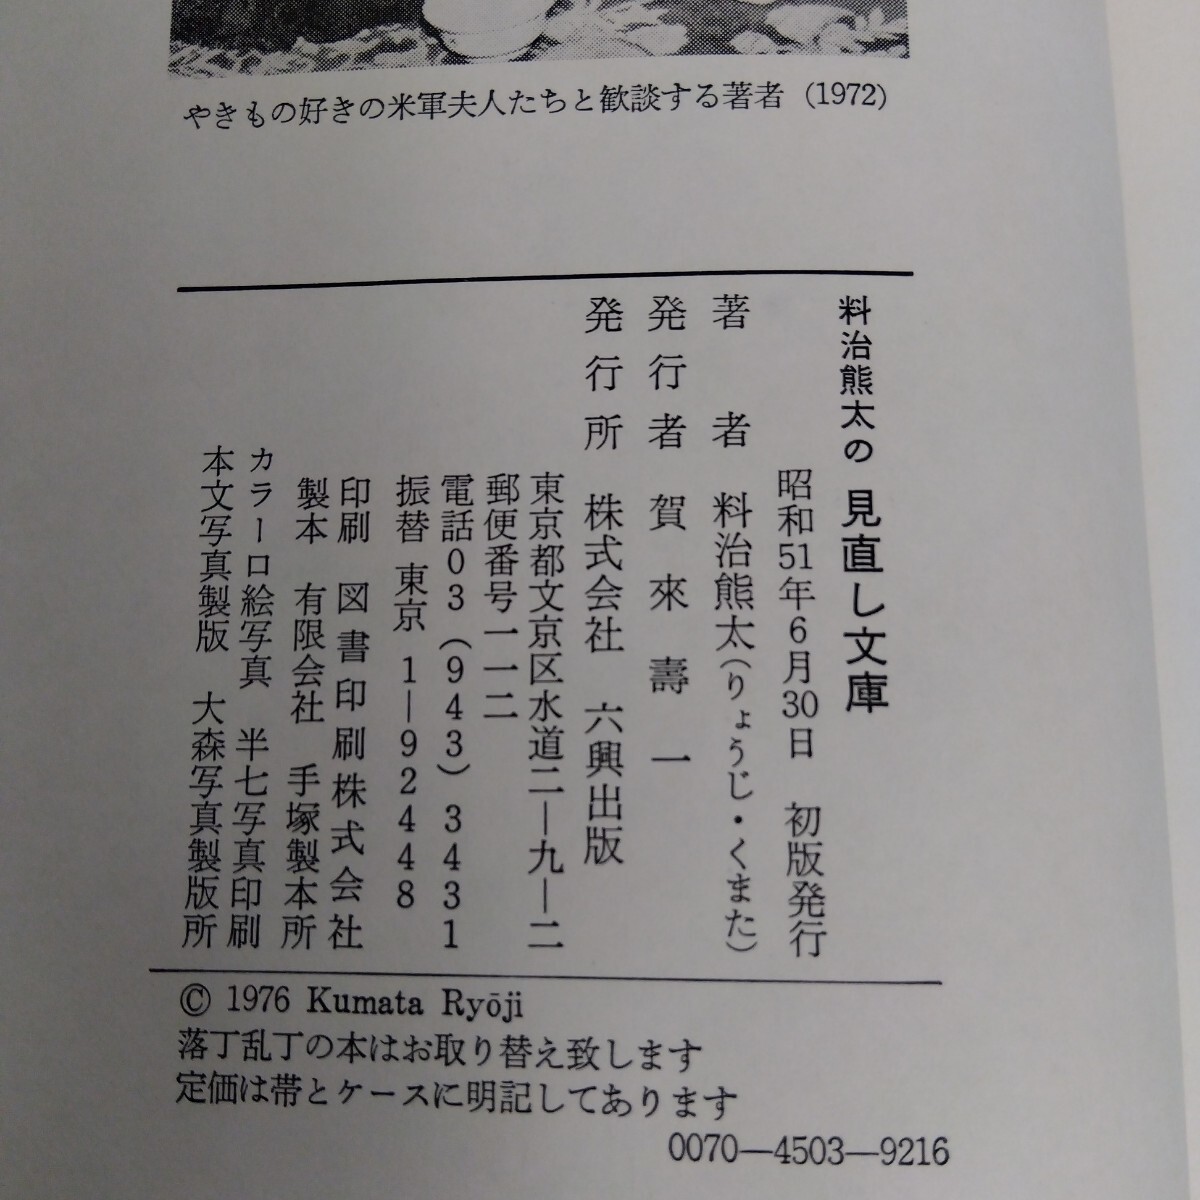 やきもの好きの米軍夫人たちと歓談する著者（1972）
料治熊太の 見直し文庫
昭和51年6月30日 初版発行
著者 料治熊太（りょうじ・くまた）
発行者 賀來壽一
発行所 株式会社 六興出版
東京都文京区水道二―九―二
郵便番号一一二
電話03（943）3431
振替 東京 1―92448
印刷 図書印刷株式会社
製本 有限会社 手塚製本所
カラー口絵写真 半七写真印刷
本文写真製版 大森写真製版所
© 1976 Kumata Ryōji
落丁乱丁の本はお取り替え致します
定価は帯とケースに明記してあります
0070―4503―9216